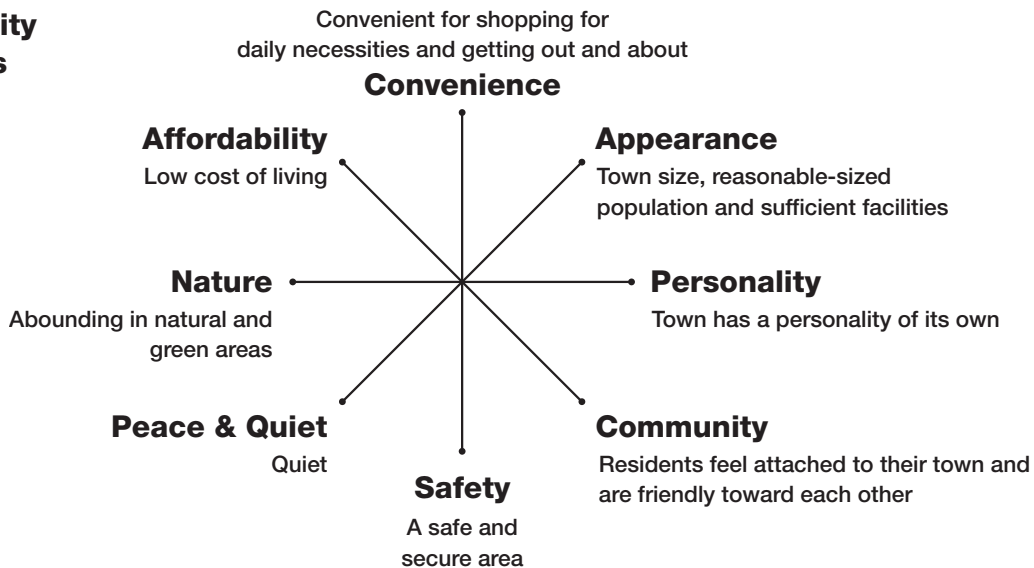 Convenient for shopping for
daily necessities and getting out and about
Convenience
Affordability
Low cost of living
Appearance
Town size, reasonable-sized
population and sufficient facilities
Nature
Abounding in natural and
green areas
Personality
Town has a personality of its own
Peace & Quiet
Quiet
Community
Residents feel attached to their town and
are friendly toward each other
Safety
A safe and
secure area